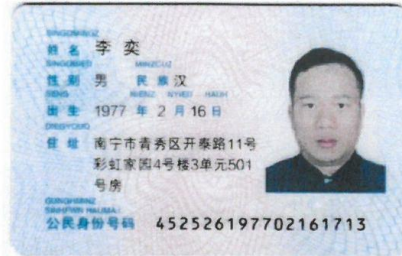 姓名 李奕
MINZCUZ
性别 男 民族 汉
出生 1977 年 2 月 16 日
住址 南宁市青秀区开泰路11号
彩虹家园4号楼3单元501
号房
公民身份号码 452526197702161713